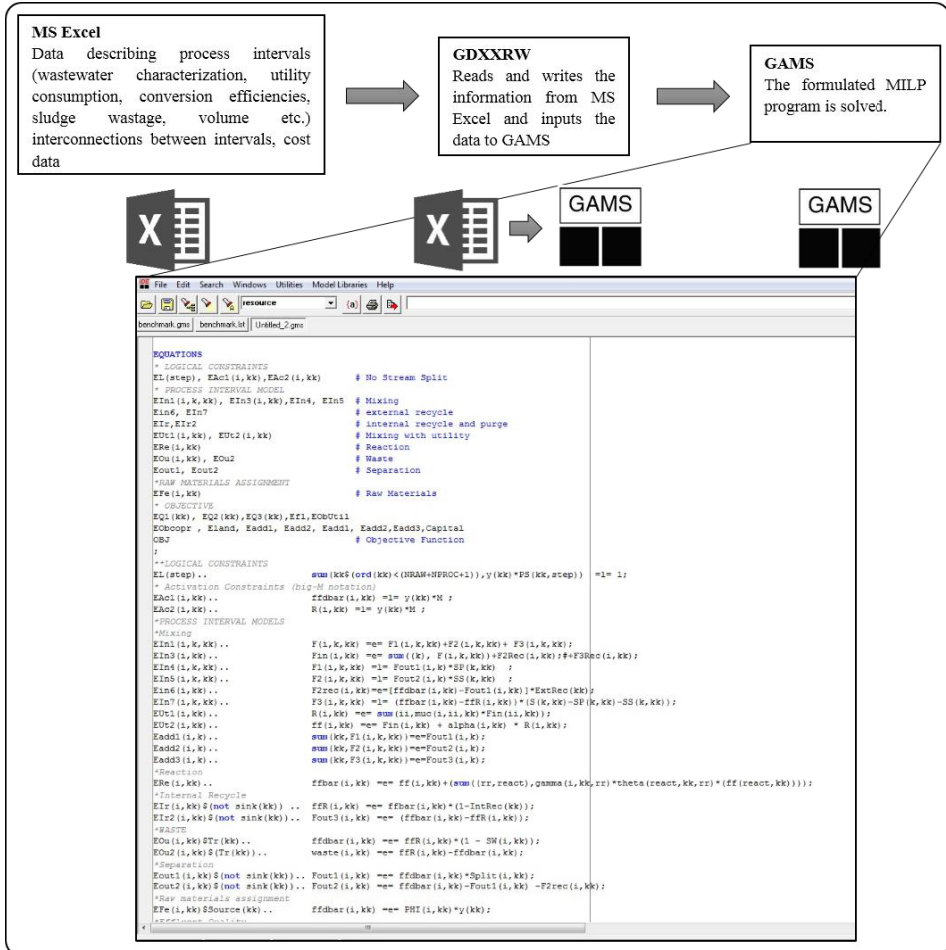 MS Excel
Data describing process intervals
(wastewater characterization, utility
consumption, conversion efficiencies,
sludge wastage, volume etc.)
interconnections between intervals, cost
data
GDXXRW
Reads and writes the
information from MS
Excel and inputs the
data to GAMS
GAMS
The formulated MILP
program is solved.
X
X
GAMS
GAMS
IDE File Edit Search Windows Utilities Model Libraries Help
resource (a)
benchmark.gms benchmark.lst Untitled_2.gms
EQUATIONS
* LOGICAL CONSTRAINTS
EL(step), EAc1(i,kk),EAc2(i,kk) # No Stream Split
* PROCESS INTERVAL MODEL
EIn1(i,k,kk), EIn3(i,kk),EIn4, EIn5 # Mixing
Ein6, EIn7 # external recycle
EIr,EIr2 # internal recycle and purge
EUt1(i,kk), EUt2(i,kk) # Mixing with utility
ERe(i,kk) # Reaction
EOu(i,kk), EOu2 # Waste
Eout1, Eout2 # Separation
*RAW MATERIALS ASSIGNMENT
EFe(i,kk) # Raw Materials
* OBJECTIVE
EQ1(kk), EQ2(kk),EQ3(kk),Ef1,EObUtil
EObcopr , Eland, Eadd1, Eadd2, Eadd1, Eadd2,Eadd3,Capital
OBJ # Objective Function
;
**LOGICAL CONSTRAINTS
EL(step).. sum(kk$(ord(kk)<(NRAW+NPROC+1)),y(kk)*PS(kk,step)) =l= 1;
* Activation Constraints (big-M notation)
EAc1(i,kk).. ffdbar(i,kk) =l= y(kk)*M ;
EAc2(i,kk).. R(i,kk) =l= y(kk)*M ;
*PROCESS INTERVAL MODELS
*Mixing
EIn1(i,k,kk).. F(i,k,kk) =e= F1(i,k,kk)+F2(i,k,kk)+ F3(i,k,kk);
EIn3(i,kk).. Fin(i,kk) =e= sum((k), F(i,k,kk))+F2Rec(i,kk);#+F3Rec(i,kk);
EIn4(i,k,kk).. F1(i,k,kk) =l= Fout1(i,k)*SP(k,kk) ;
EIn5(i,k,kk).. F2(i,k,kk) =l= Fout2(i,k)*SS(k,kk) ;
Ein6(i,kk).. F2rec(i,kk)=e=[ffdbar(i,kk)-Fout1(i,kk)]*ExtRec(kk);
EIn7(i,k,kk).. F3(i,k,kk) =l= (ffbar(i,kk)-ffR(i,kk))*(S(k,kk)-SP(k,kk)-SS(k,kk));
EUt1(i,kk).. R(i,kk) =e= sum(ii,muc(i,ii,kk)*Fin(ii,kk));
EUt2(i,kk).. ff(i,kk) =e= Fin(i,kk) + alpha(i,kk) * R(i,kk);
Eadd1(i,k).. sum(kk,F1(i,k,kk))=e=Fout1(i,k);
Eadd2(i,k).. sum(kk,F2(i,k,kk))=e=Fout2(i,k);
Eadd3(i,k).. sum(kk,F3(i,k,kk))=e=Fout3(i,k);
*Reaction
ERe(i,kk).. ffbar(i,kk) =e= ff(i,kk)+(sum((rr,react),gamma(i,kk,rr)*theta(react,kk,rr)*(ff(react,kk))));
*Internal Recycle
EIr(i,kk)$(not sink(kk)) .. ffR(i,kk) =e= ffbar(i,kk)*(1-IntRec(kk));
EIr2(i,kk)$(not sink(kk)).. Fout3(i,kk) =e= (ffbar(i,kk)-ffR(i,kk));
*WASTE
EOu(i,kk)$Tr(kk).. ffdbar(i,kk) =e= ffR(i,kk)*(1 - SW(i,kk));
EOu2(i,kk)$(Tr(kk)).. waste(i,kk) =e= ffR(i,kk)-ffdbar(i,kk);
*Separation
Eout1(i,kk)$(not sink(kk)).. Fout1(i,kk) =e= ffdbar(i,kk)*Split(i,kk);
Eout2(i,kk)$(not sink(kk)).. Fout2(i,kk) =e= ffdbar(i,kk)-Fout1(i,kk) -F2rec(i,kk);
*Raw materials assignment
EFe(i,kk)$Source(kk).. ffdbar(i,kk) =e= PHI(i,kk)*y(kk);
*Effluent Quality